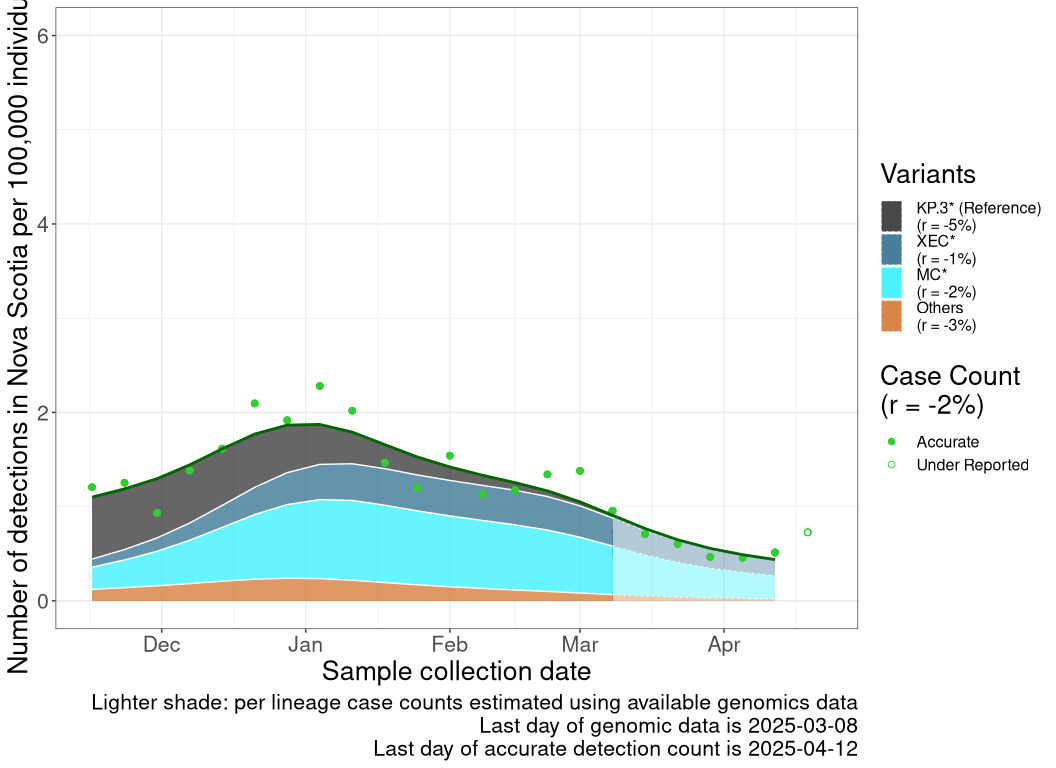 Number of detections in Nova Scotia per 100,000 individu
6
4
2
0
Dec
Jan
Feb
Mar
Apr
Sample collection date
Lighter shade: per lineage case counts estimated using available genomics data
Last day of genomic data is 2025-03-08
Last day of accurate detection count is 2025-04-12
Variants
KP.3* (Reference)
(r = -5%)
XEC*
(r = -1%)
MC*
(r = -2%)
Others
(r = -3%)
Case Count
(r = -2%)
Accurate
Under Reported